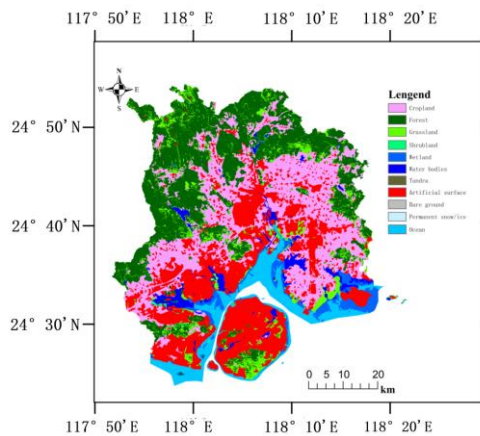 117° 50′E 118° E 118° 10′E 118° 20′E
N
W E
S
24° 50′N
24° 40′N
24° 30′N
Lengend
Cropland
Forest
Grassland
Shrubland
Wetland
Water bodies
Tundra
Artificial surface
Bare ground
Permanent snow/ice
Ocean
0 5 10 20
km
117° 50′E 118° E 118° 10′E 118° 20′E